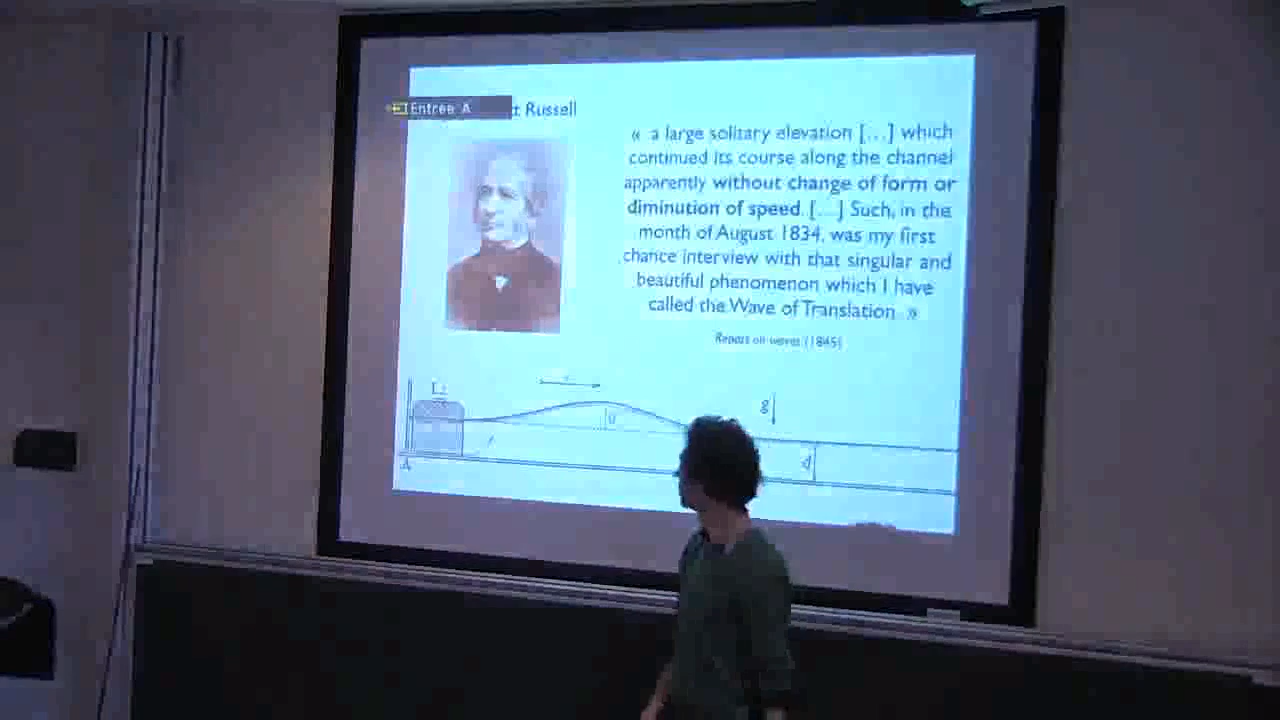 Entree A
tt Russell
« a large solitary elevation […] which
continued its course along the channel
apparently without change of form or
diminution of speed. […] Such, in the
month of August 1834, was my first
chance interview with that singular and
beautiful phenomenon which I have
called the Wave of Translation »
Report on waves (1845)
g
d
A